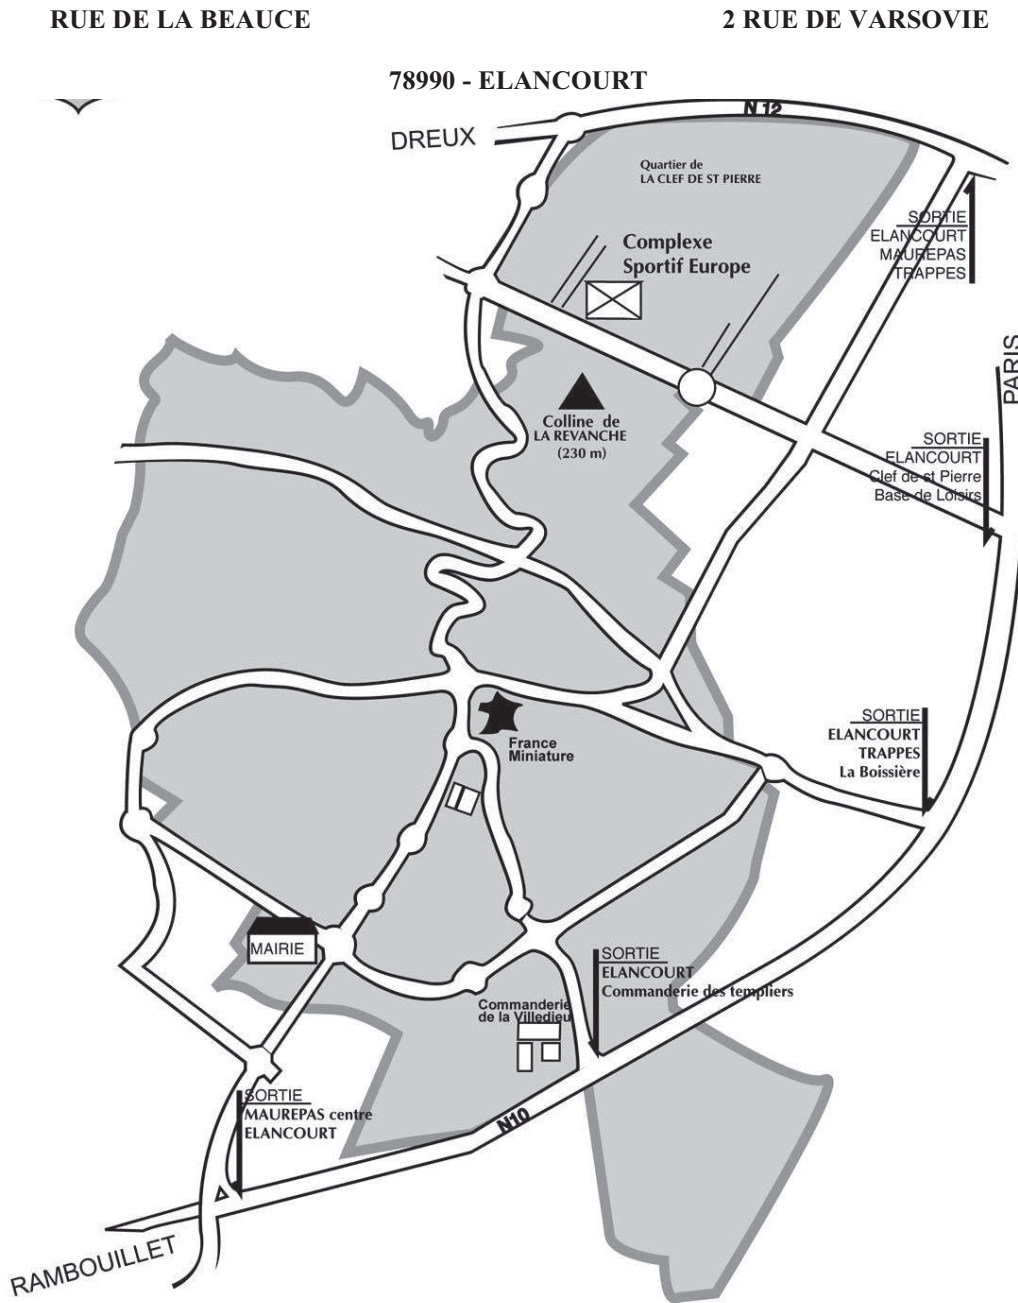 RUE DE LA BEAUCE
2 RUE DE VARSOVIE
78990 - ELANCOURT
N 12
DREUX
Quartier de
LA CLEF DE ST PIERRE
SORTIE
ELANCOURT
MAUREPAS
TRAPPES
Complexe
Sportif Europe
PARIS
Colline de
LA REVANCHE
(230 m)
SORTIE
ELANCOURT
Clef de st Pierre
Base de Loisirs
France
Miniature
SORTIE
ELANCOURT
TRAPPES
La Boissière
MAIRIE
SORTIE
ELANCOURT
Commanderie des templiers
Commanderie
de la Villedieu
SORTIE
MAUREPAS centre
ELANCOURT
N10
RAMBOUILLET